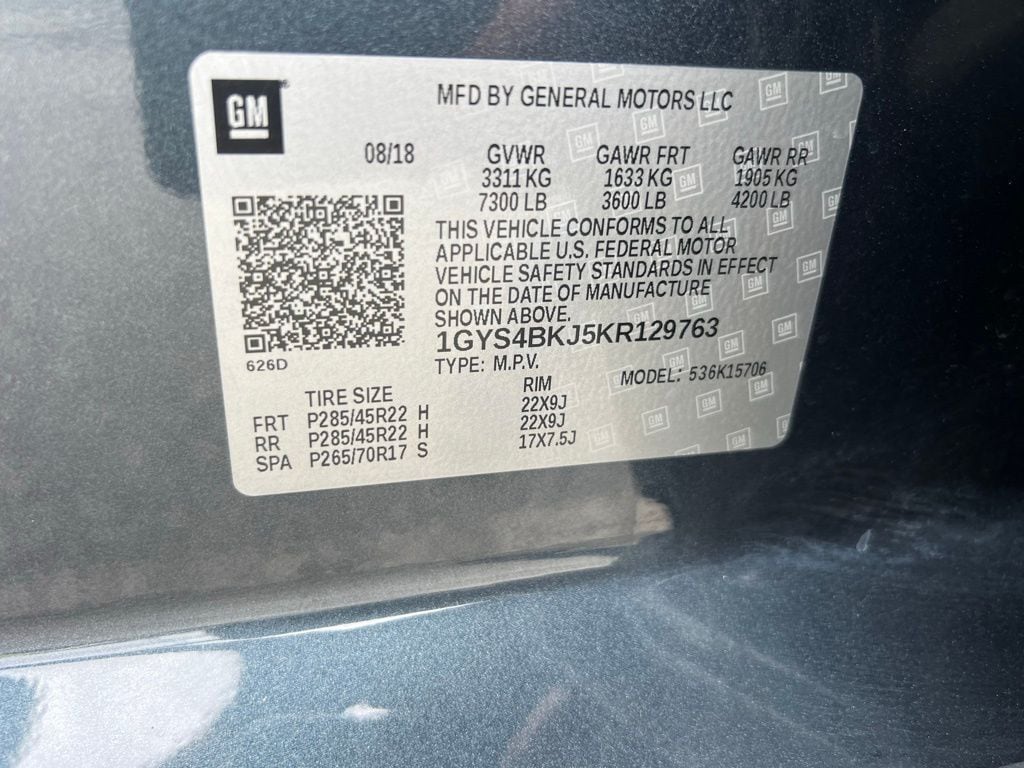 GM
MFD BY GENERAL MOTORS LLC
08/18 GVWR GAWR FRT GAWR RR
3311 KG 1633 KG 1905 KG
7300 LB 3600 LB 4200 LB
THIS VEHICLE CONFORMS TO ALL
APPLICABLE U.S. FEDERAL MOTOR
VEHICLE SAFETY STANDARDS IN EFFECT
ON THE DATE OF MANUFACTURE
SHOWN ABOVE.
1GYS4BKJ5KR129763
626D
TYPE: M.P.V. MODEL: 536K15706
TIRE SIZE RIM
FRT P285/45R22 H 22X9J
RR P285/45R22 H 22X9J
SPA P265/70R17 S 17X7.5J